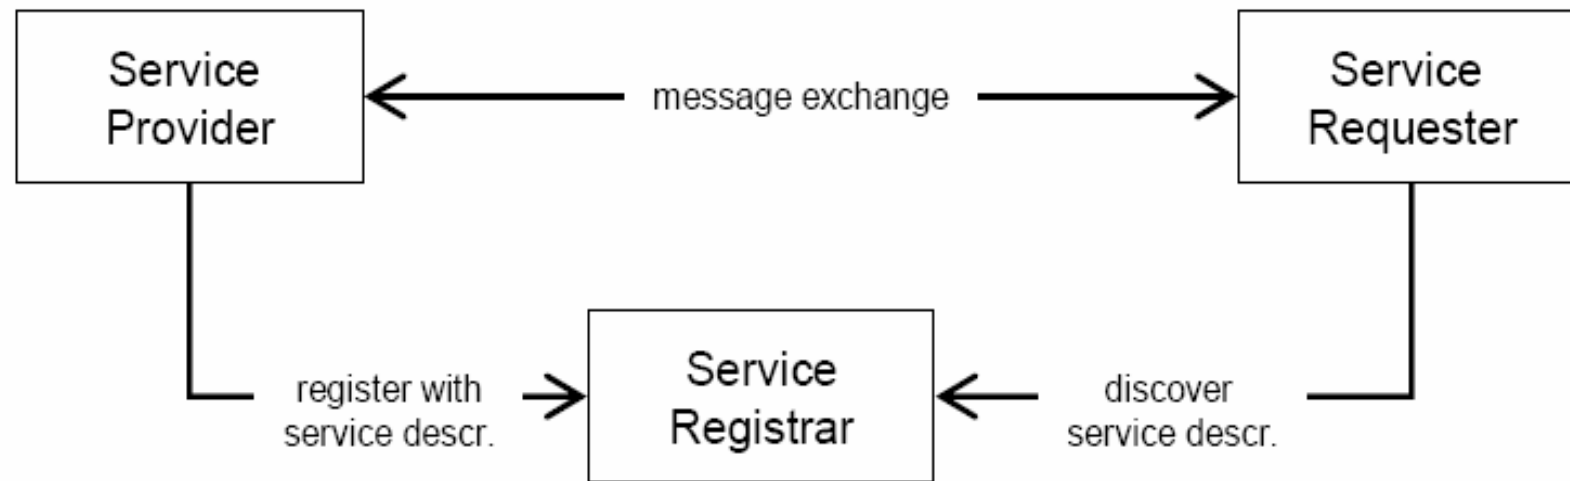 Service
Provider
message exchange
Service
Requester
register with
service descr.
Service
Registrar
discover
service descr.